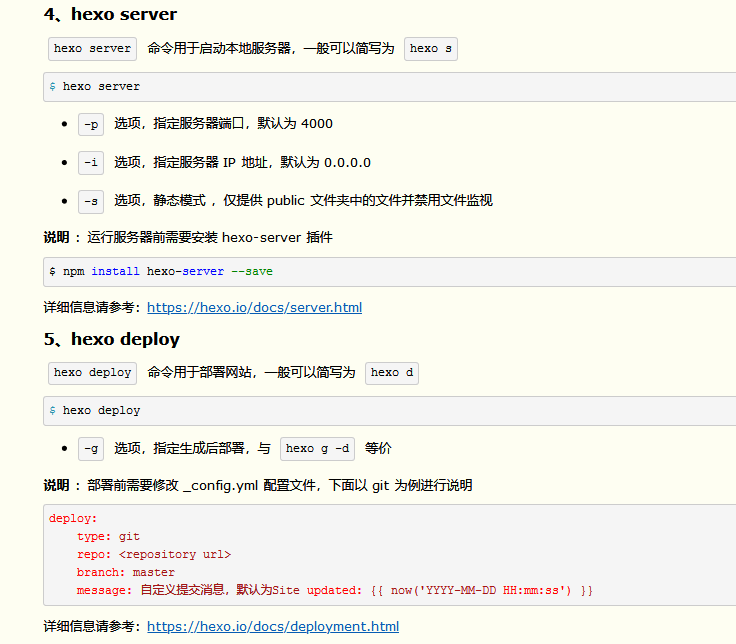 4、hexo server
hexo server 命令用于启动本地服务器，一般可以简写为 hexo s
$ hexo server
-p 选项，指定服务器端口，默认为 4000
-i 选项，指定服务器 IP 地址，默认为 0.0.0.0
-s 选项，静态模式 ，仅提供 public 文件夹中的文件并禁用文件监视
说明 ：运行服务器前需要安装 hexo-server 插件
$ npm install hexo-server --save
详细信息请参考：https://hexo.io/docs/server.html
5、hexo deploy
hexo deploy 命令用于部署网站，一般可以简写为 hexo d
$ hexo deploy
-g 选项，指定生成后部署，与 hexo g -d 等价
说明 ：部署前需要修改 _config.yml 配置文件，下面以 git 为例进行说明
deploy:
type: git
repo: <repository url>
branch: master
message: 自定义提交消息，默认为Site updated: {{ now('YYYY-MM-DD HH:mm:ss') }}
详细信息请参考：https://hexo.io/docs/deployment.html